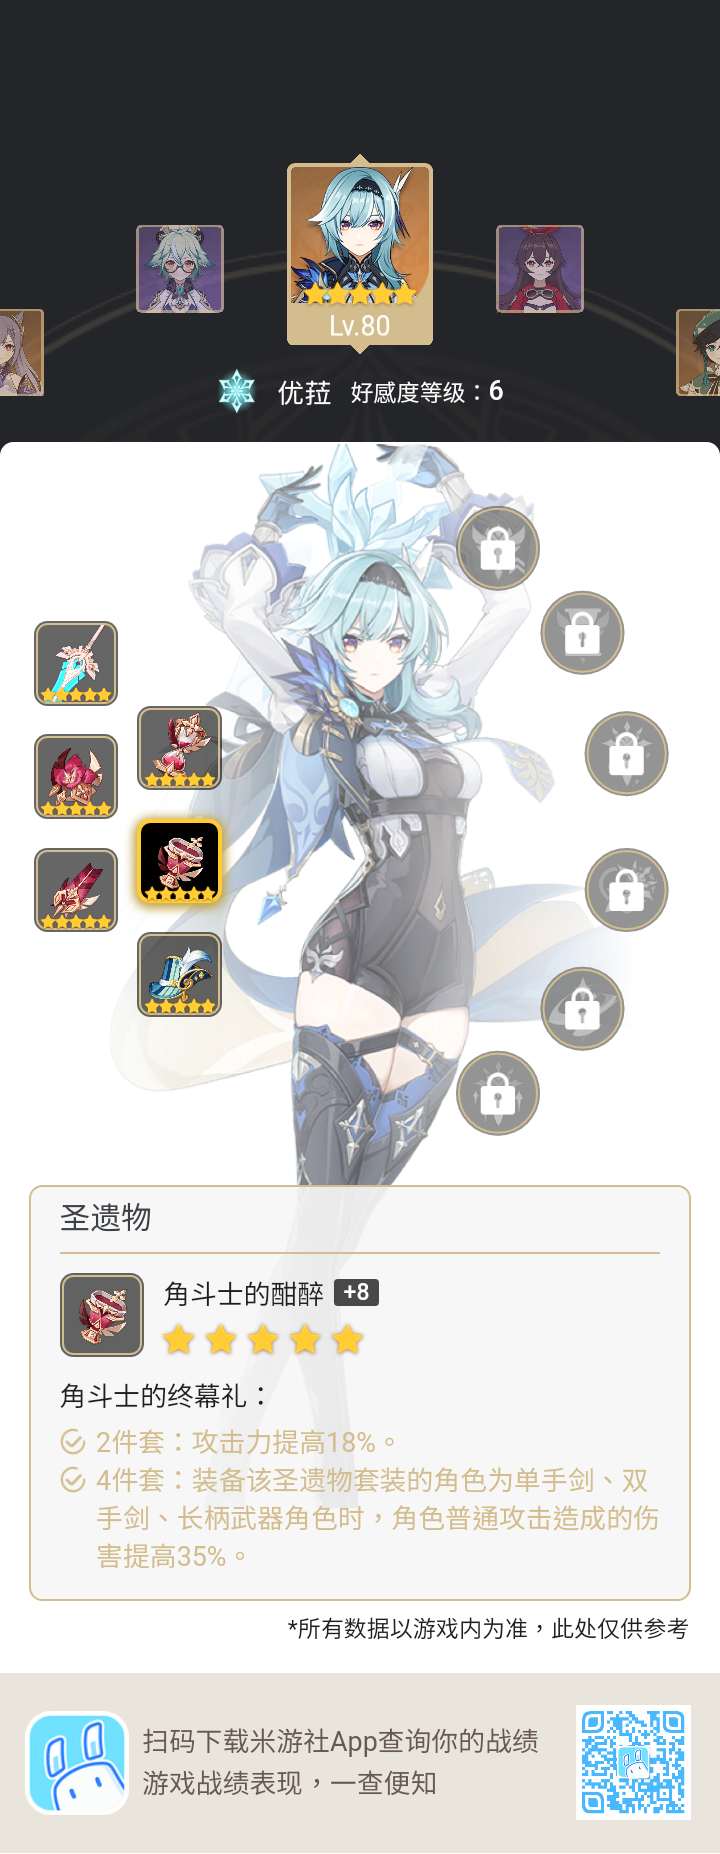 Lv.80
优菈 好感度等级：6
圣遗物
角斗士的酣醉 +8
角斗士的终幕礼：
2件套：攻击力提高18%。
4件套：装备该圣遗物套装的角色为单手剑、双
手剑、长柄武器角色时，角色普通攻击造成的伤
害提高35%。
*所有数据以游戏内为准，此处仅供参考
扫码下载米游社App查询你的战绩
游戏战绩表现，一查便知